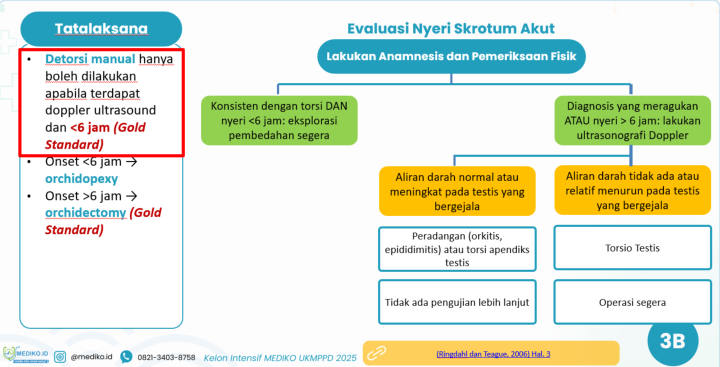 Tatalaksana
• Detorsi manual hanya
boleh dilakukan
apabila terdapat
doppler ultrasound
dan <6 jam (Gold
Standard)
• Onset <6 jam →
orchidopexy
• Onset >6 jam →
orchidectomy (Gold
Standard)
Evaluasi Nyeri Skrotum Akut
Lakukan Anamnesis dan Pemeriksaan Fisik
Konsisten dengan torsi DAN
nyeri <6 jam: eksplorasi
pembedahan segera
Diagnosis yang meragukan
ATAU nyeri > 6 jam: lakukan
ultrasonografi Doppler
Aliran darah normal atau
meningkat pada testis yang
bergejala
Aliran darah tidak ada atau
relatif menurun pada testis
yang bergejala
Peradangan (orkitis,
epididimitis) atau torsi apendiks
testis
Torsio Testis
Tidak ada pengujian lebih lanjut
Operasi segera
3B
MEDIKO.ID
@mediko.id
0821-3403-8758
Kelon Intensif MEDIKO UKMPPD 2025
(Ringdahl dan Teague, 2006) Hal. 3